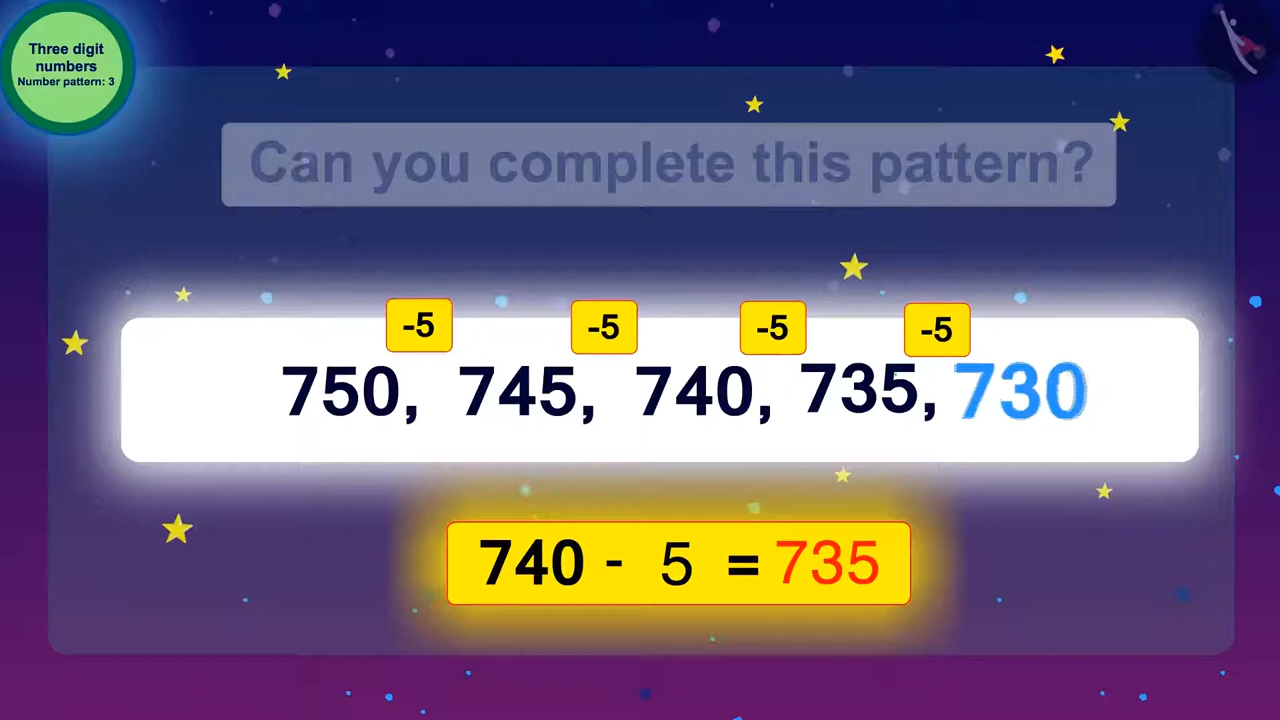 Three digit
numbers
Number pattern: 3
Can you complete this pattern?
-5 -5 -5 -5
750, 745, 740, 735, 730
740 - 5 = 735